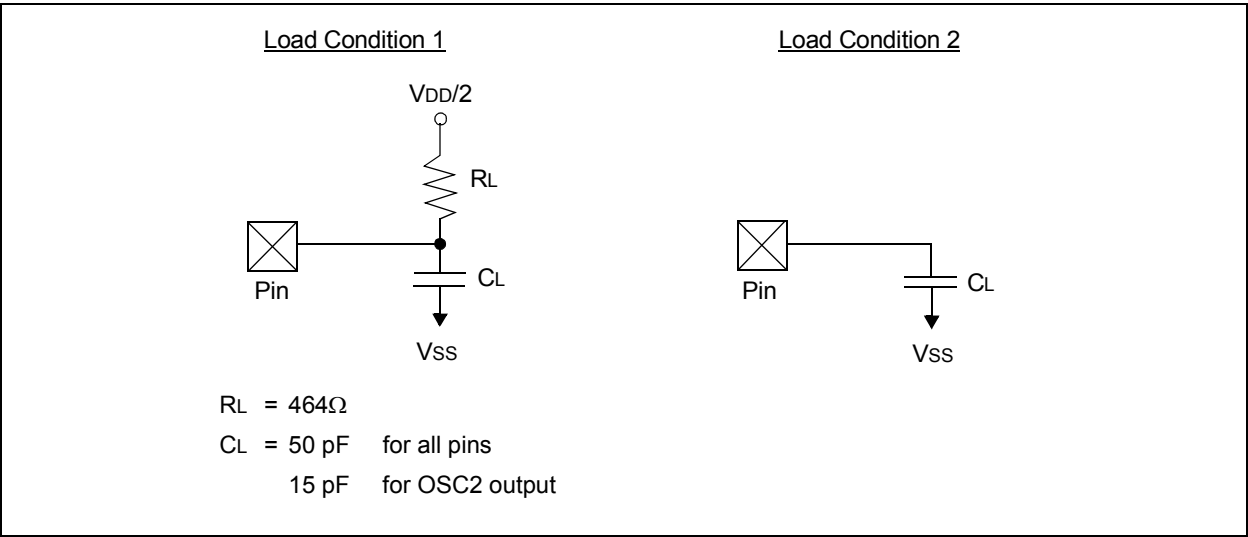 Load Condition 1
VDD/2
RL
Pin
CL
VSS
Load Condition 2
Pin
CL
VSS
RL = 464Ω
CL = 50 pF for all pins
15 pF for OSC2 output